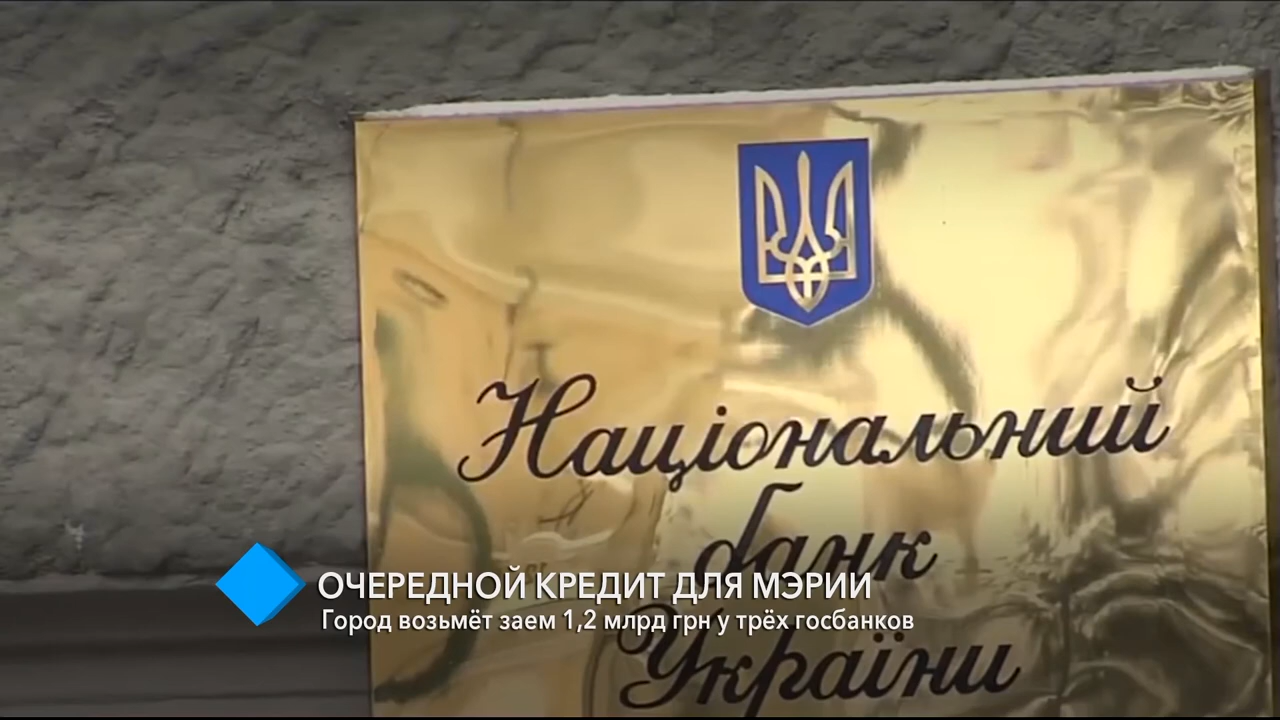 Національний
банк
України
ОЧЕРЕДНОЙ КРЕДИТ ДЛЯ МЭРИИ
Город возьмёт заем 1,2 млрд грн у трёх госбанков